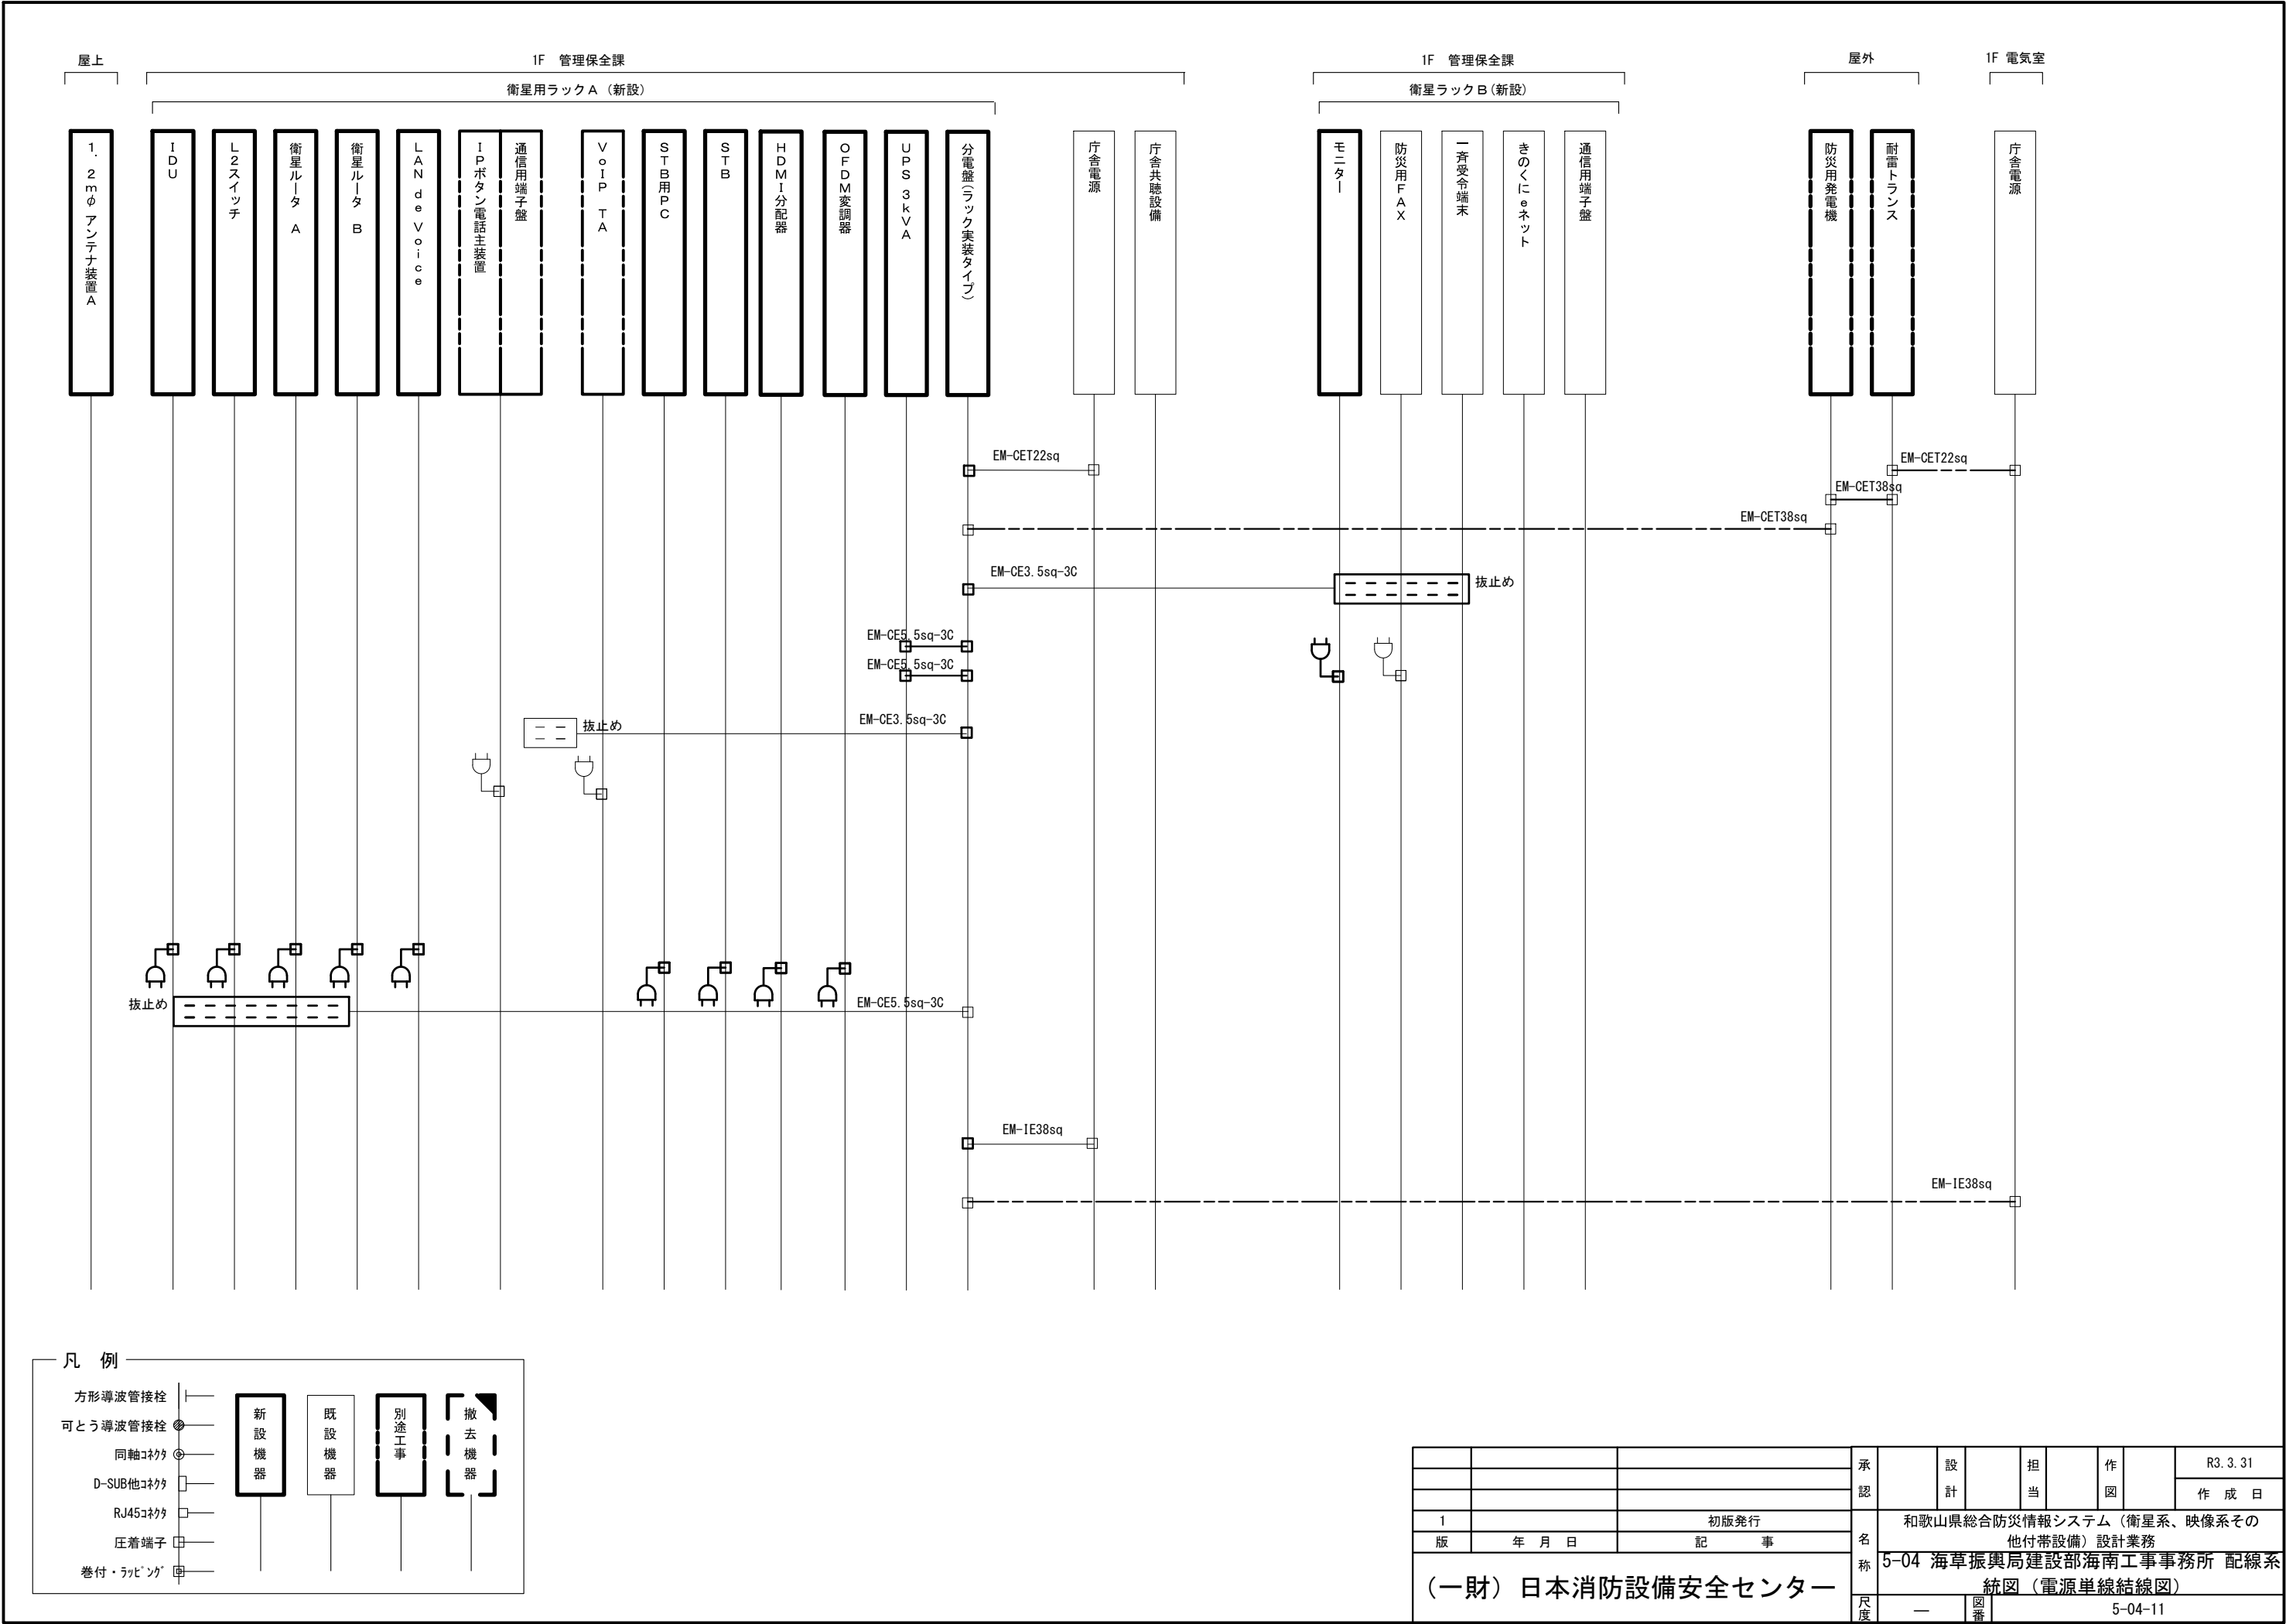 屋上
1F 管理保全課
衛星用ラックA（新設）
1F 管理保全課
衛星ラックB(新設)
屋外
1F 電気室
1.2mφ アンテナ装置A
IDU
L2スイッチ
衛星ルータ A
衛星ルータ B
LAN de Voice
IPボタン電話主装置
通信用端子盤
VoIP TA
STB用PC
STB
HDMI分配器
OFDM変調器
UPS 3kVA
分電盤(ラック実装タイプ)
庁舎電源
庁舎共聴設備
モニター
防災用FAX
一斉受令端末
きのくにeネット
通信用端子盤
防災用発電機
耐雷トランス
庁舎電源
EM-CET22sq
EM-CET22sq
EM-CET38sq
EM-CET38sq
EM-CE3.5sq-3C
抜止め
EM-CE5.5sq-3C
EM-CE5.5sq-3C
抜止め
EM-CE3.5sq-3C
抜止め
EM-CE5.5sq-3C
EM-IE38sq
EM-IE38sq
凡 例
方形導波管接栓
可とう導波管接栓
同軸ｺﾈｸﾀ
D-SUB他ｺﾈｸﾀ
RJ45ｺﾈｸﾀ
圧着端子
巻付・ﾗｯﾋﾟﾝｸﾞ
新設機器
既設機器
別途工事
撤去機器
承認
設計
担当
作図
R3.3.31
作 成 日
1 初版発行
版 年 月 日 記 事
名称
和歌山県総合防災情報システム（衛星系、映像系その
他付帯設備）設計業務
5-04 海草振興局建設部海南工事事務所 配線系
統図（電源単線結線図）
（一財）日本消防設備安全センター
尺度 — 図番 5-04-11